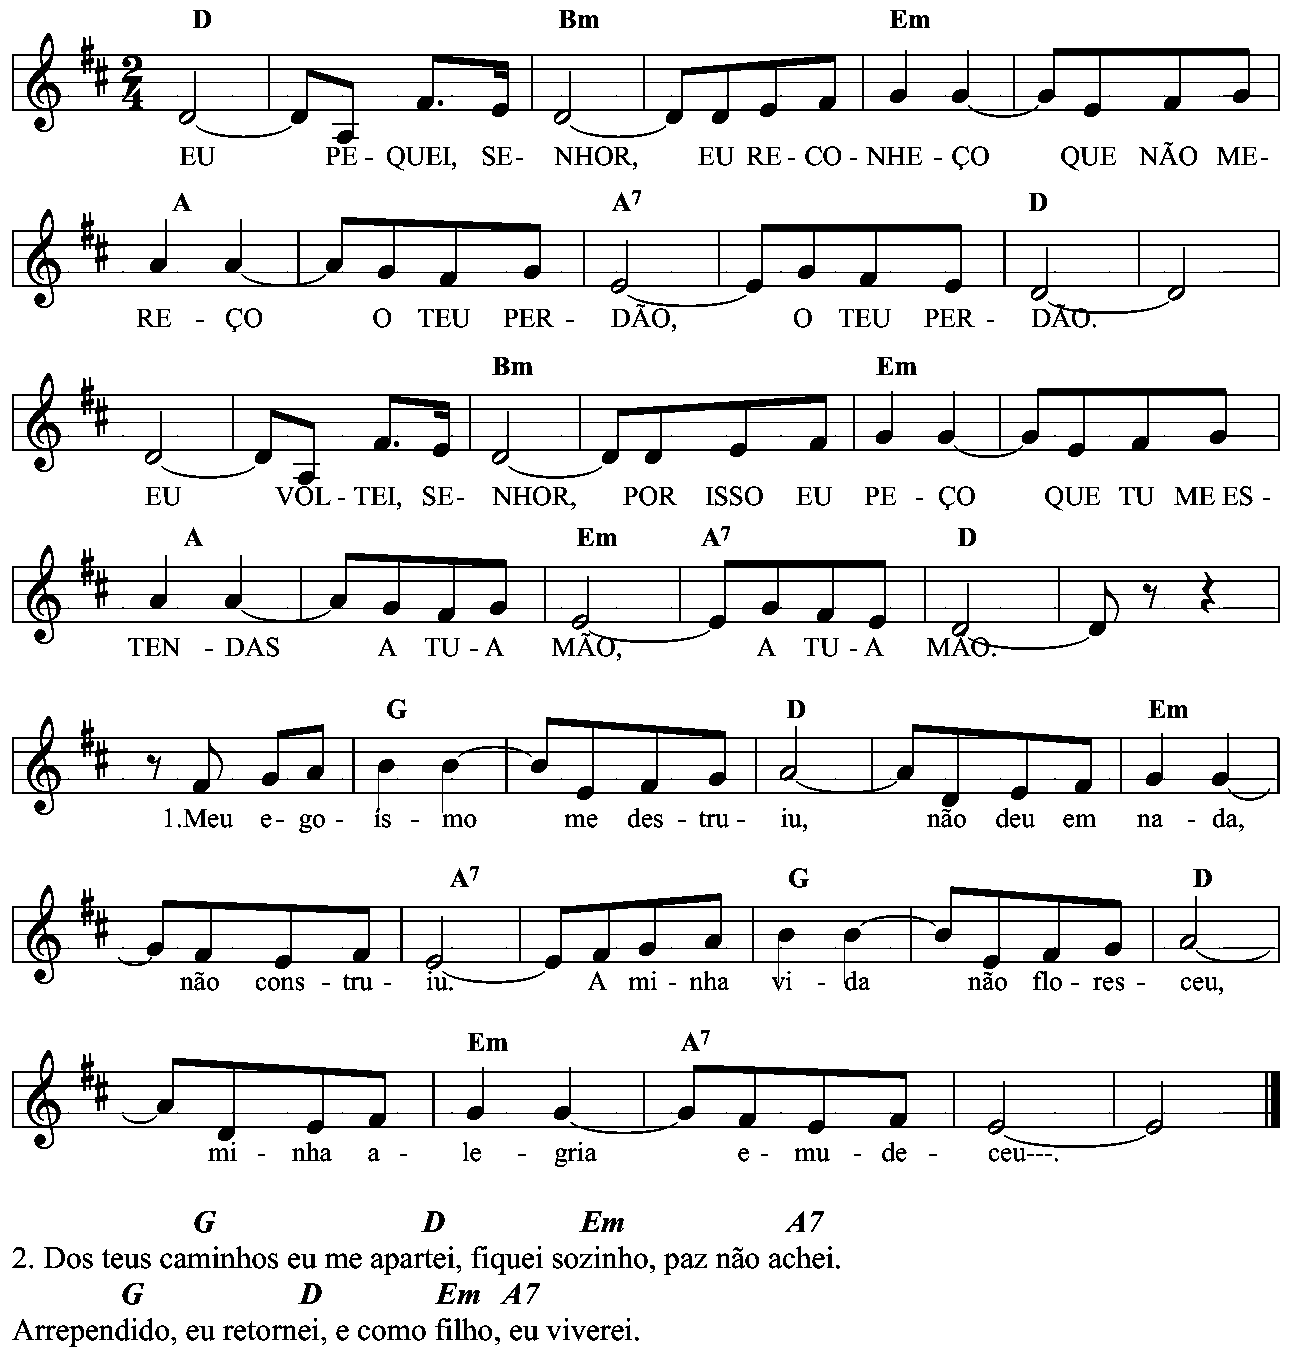 D Bm Em
2
4
EU PE - QUEI, SE- NHOR, EU RE - CO - NHE - ÇO QUE NÃO ME-
A A7 D
RE - ÇO O TEU PER - DÃO, O TEU PER - DÃO.
Bm Em
EU VOL - TEI, SE- NHOR, POR ISSO EU PE - ÇO QUE TU ME ES -
A Em A7 D
TEN - DAS A TU - A MÃO, A TU - A MÃO.
G D Em
1.Meu e - go - ís - mo me des - tru - iu, não deu em na - da,
A7 G D
não cons - tru - iu. A mi - nha vi - da não flo - res - ceu,
Em A7
mi - nha a - le - gria e - mu - de - ceu---.
G D Em A7
2. Dos teus caminhos eu me apartei, fiquei sozinho, paz não achei.
G D Em A7
Arrependido, eu retornei, e como filho, eu viverei.